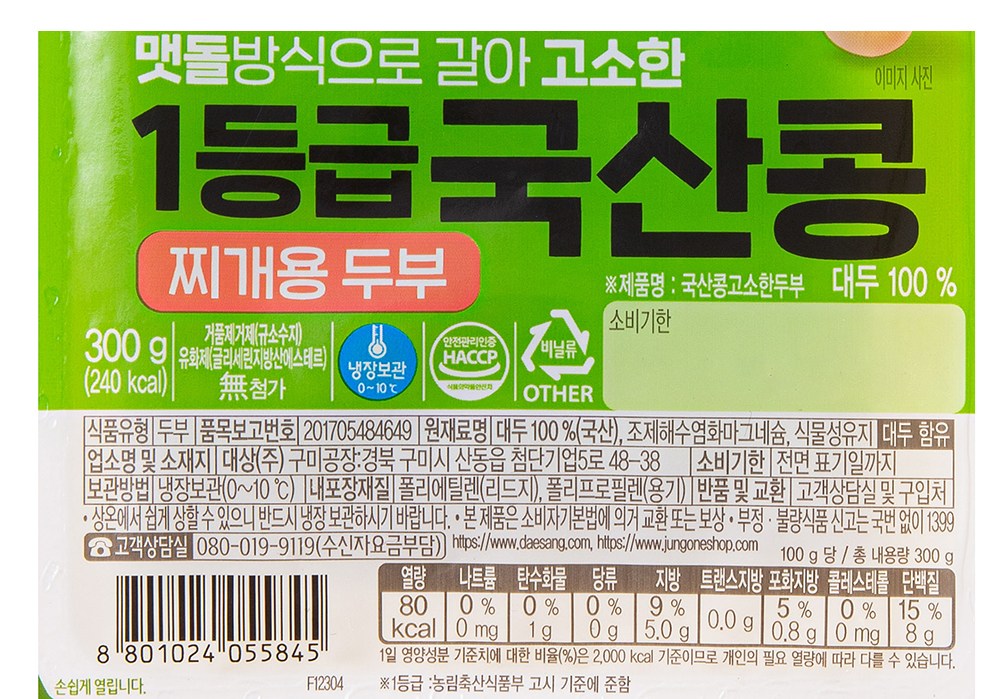 맷돌방식으로 갈아 고소한
이미지 사진
1등급국산콩
찌개용 두부
※제품명 : 국산콩고소한두부 대두 100 %
소비기한
300 g
(240 kcal)
거품제거제(규소수지)
유화제(글리세린지방산에스테르)
無첨가
냉장보관
0~10℃
안전관리인증
HACCP
식품의약품안전처
비닐류
OTHER
식품유형 두부 품목보고번호 201705484649 원재료명 대두 100 %(국산), 조제해수염화마그네슘, 식물성유지 대두 함유
업소명 및 소재지 대상(주) 구미공장:경북 구미시 산동읍 첨단기업5로 48-38 소비기한 전면 표기일까지
보관방법 냉장보관(0~10 ℃) 내포장재질 폴리에틸렌(리드지), 폴리프로필렌(용기) 반품 및 교환 고객상담실 및 구입처
• 상온에서 쉽게 상할 수 있으니 반드시 냉장 보관하시기 바랍니다. • 본 제품은 소비자기본법에 의거 교환 또는 보상 • 부정 · 불량식품 신고는 국번 없이 1399
☎고객상담실 080-019-9119(수신자요금부담) https://www.daesang.com, https://www.jungoneshop.com
100 g 당 / 총 내용량 300 g
열량 나트륨 탄수화물 당류 지방 트랜스지방 포화지방 콜레스테롤 단백질
80 0 % 0 % 0 % 9 % 0.0 g 5 % 0 % 15 %
kcal 0 mg 1 g 0 g 5.0 g 0.8 g 0 mg 8 g
1일 영양성분 기준치에 대한 비율(%)은 2,000 kcal 기준이므로 개인의 필요 열량에 따라 다를 수 있습니다.
8 801024 055845
손쉽게 열립니다.
F12304
※1등급 :농림축산식품부 고시 기준에 준함